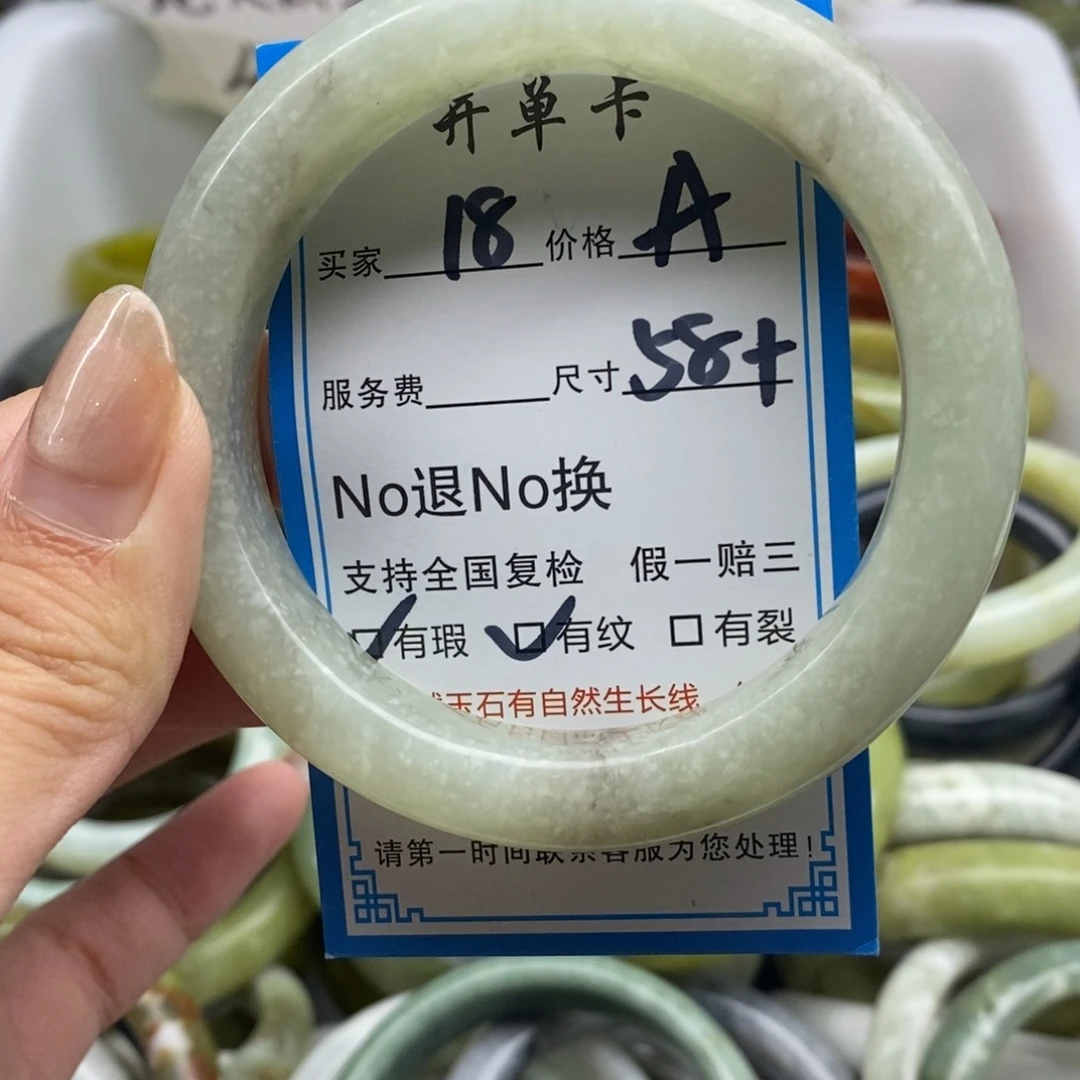 开单卡
买家 18 价格 A
服务费 尺寸 58+
No退No换
支持全国复检 假一赔三
□有瑕 □有纹 □有裂
玉石有自然生长线
请第一时间联系客服为您处理!